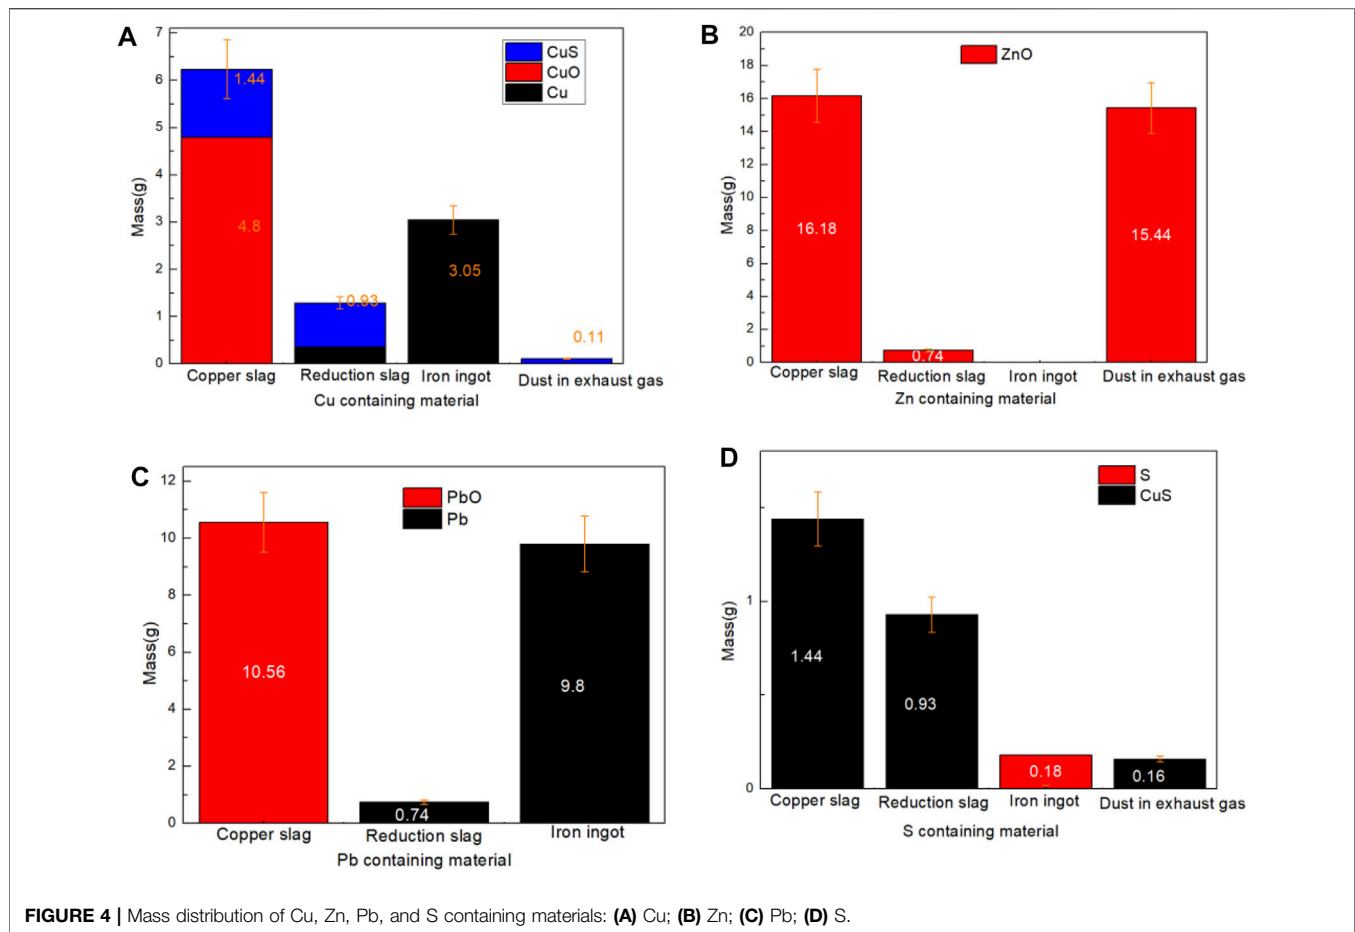 A
7
6
5
4
3
2
1
0
Mass(g)
CuS
CuO
Cu
1.44
4.8
0.93
3.05
0.11
Copper slag
Reduction slag
Iron ingot
Dust in exhaust gas
Cu containing material
B
20
18
16
14
12
10
8
6
4
2
0
Mass(g)
ZnO
16.18
0.74
15.44
Copper slag
Reduction slag
Iron ingot
Dust in exhaust gas
Zn containing material
C
12
10
8
6
4
2
0
Mass(g)
PbO
Pb
10.56
0.74
9.8
Copper slag
Reduction slag
Iron ingot
Pb containing material
D
1
0
Mass(g)
S
CuS
1.44
0.93
0.18
0.16
Copper slag
Reduction slag
Iron ingot
Dust in exhaust gas
S containing material
FIGURE 4 | Mass distribution of Cu, Zn, Pb, and S containing materials: (A) Cu; (B) Zn; (C) Pb; (D) S.